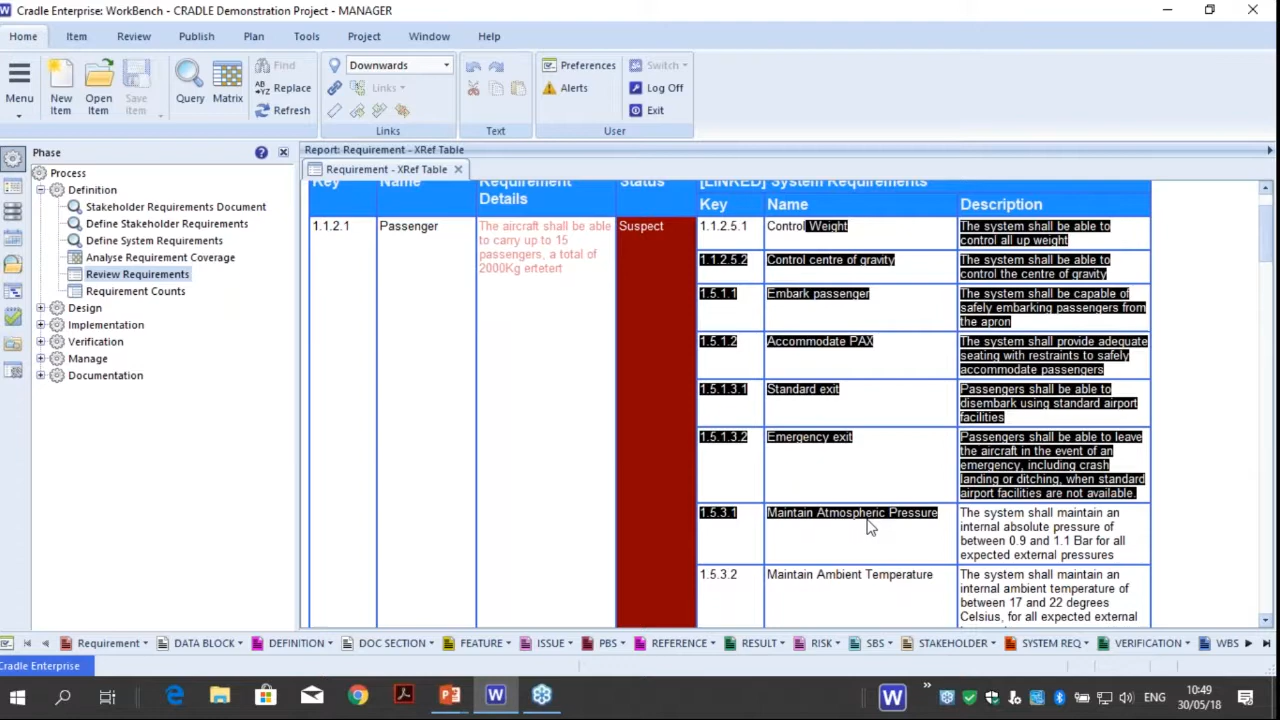 Cradle Enterprise: WorkBench - CRADLE Demonstration Project - MANAGER
Home Item Review Publish Plan Tools Project Window Help
Menu
New Item
Open Item
Save Item
Query
Matrix
Find
Replace
Refresh
Downwards
Links
Links
Text
Preferences
Alerts
Switch
Log Off
Exit
User
Phase
Process
Definition
Stakeholder Requirements Document
Define Stakeholder Requirements
Define System Requirements
Analyse Requirement Coverage
Review Requirements
Requirement Counts
Design
Implementation
Verification
Manage
Documentation
Report: Requirement - XRef Table
Requirement - XRef Table
Key Name Requirement Status [LINKED] System Requirements
Details Key Name Description
1.1.2.1 Passenger
The aircraft shall be able
to carry up to 15
passengers, a total of
2000Kg ertetert
Suspect
1.1.2.5.1 Control Weight The system shall be able to
control all up weight
1.1.2.5.2 Control centre of gravity The system shall be able to
control the centre of gravity
1.5.1.1 Embark passenger The system shall be capable of
safely embarking passengers from
the apron
1.5.1.2 Accommodate PAX The system shall provide adequate
seating with restraints to safely
accommodate passengers
1.5.1.3.1 Standard exit Passengers shall be able to
disembark using standard airport
facilities
1.5.1.3.2 Emergency exit Passengers shall be able to leave
the aircraft in the event of an
emergency, including crash
landing or ditching, when standard
airport facilities are not available.
1.5.3.1 Maintain Atmospheric Pressure The system shall maintain an
internal absolute pressure of
between 0.9 and 1.1 Bar for all
expected external pressures
1.5.3.2 Maintain Ambient Temperature The system shall maintain an
internal ambient temperature of
between 17 and 22 degrees
Celsius, for all expected external
Requirement DATA BLOCK DEFINITION DOC SECTION FEATURE ISSUE PBS REFERENCE RESULT RISK SBS STAKEHOLDER SYSTEM REQ VERIFICATION WBS
Cradle Enterprise
ENG
10:49
30/05/18